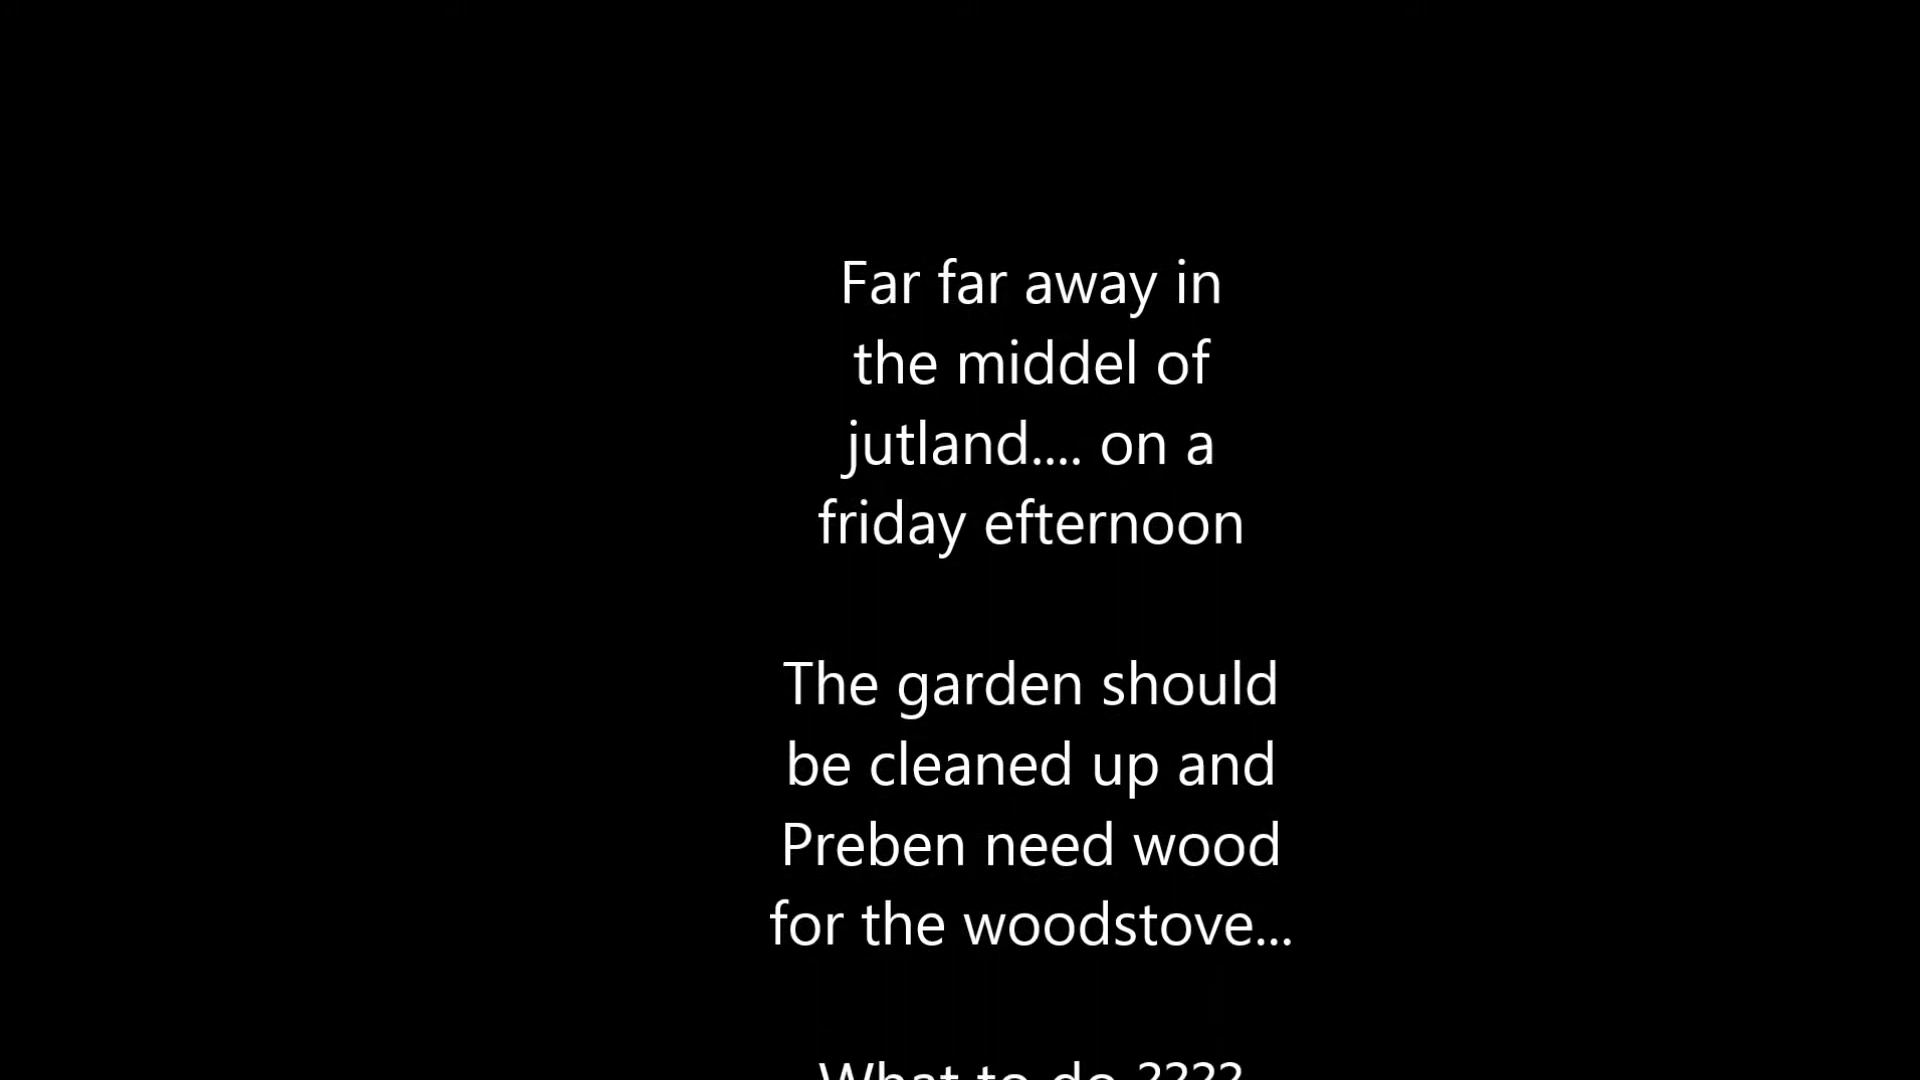 Far far away in
the middel of
jutland.... on a
friday efternoon
The garden should
be cleaned up and
Preben need wood
for the woodstove...
What to do ????